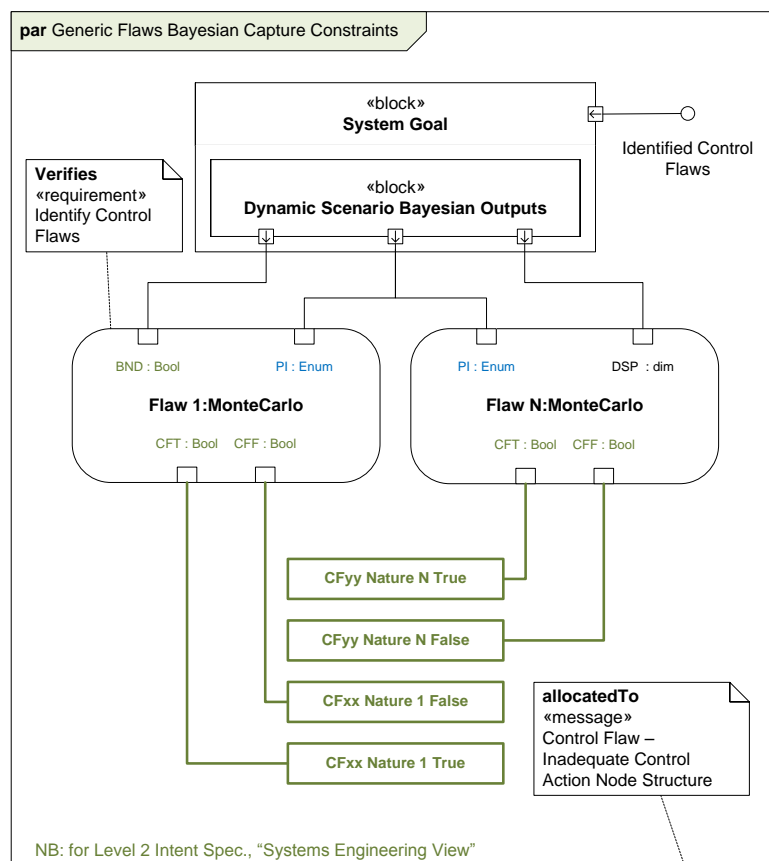 par Generic Flaws Bayesian Capture Constraints
«block»
System Goal
Identified Control
Flaws
Verifies
«requirement»
Identify Control
Flaws
«block»
Dynamic Scenario Bayesian Outputs
BND : Bool
PI : Enum
PI : Enum
DSP : dim
Flaw 1:MonteCarlo
Flaw N:MonteCarlo
CFT : Bool
CFF : Bool
CFT : Bool
CFF : Bool
CFyy Nature N True
CFyy Nature N False
CFxx Nature 1 False
CFxx Nature 1 True
allocatedTo
«message»
Control Flaw –
Inadequate Control
Action Node Structure
NB: for Level 2 Intent Spec., “Systems Engineering View”